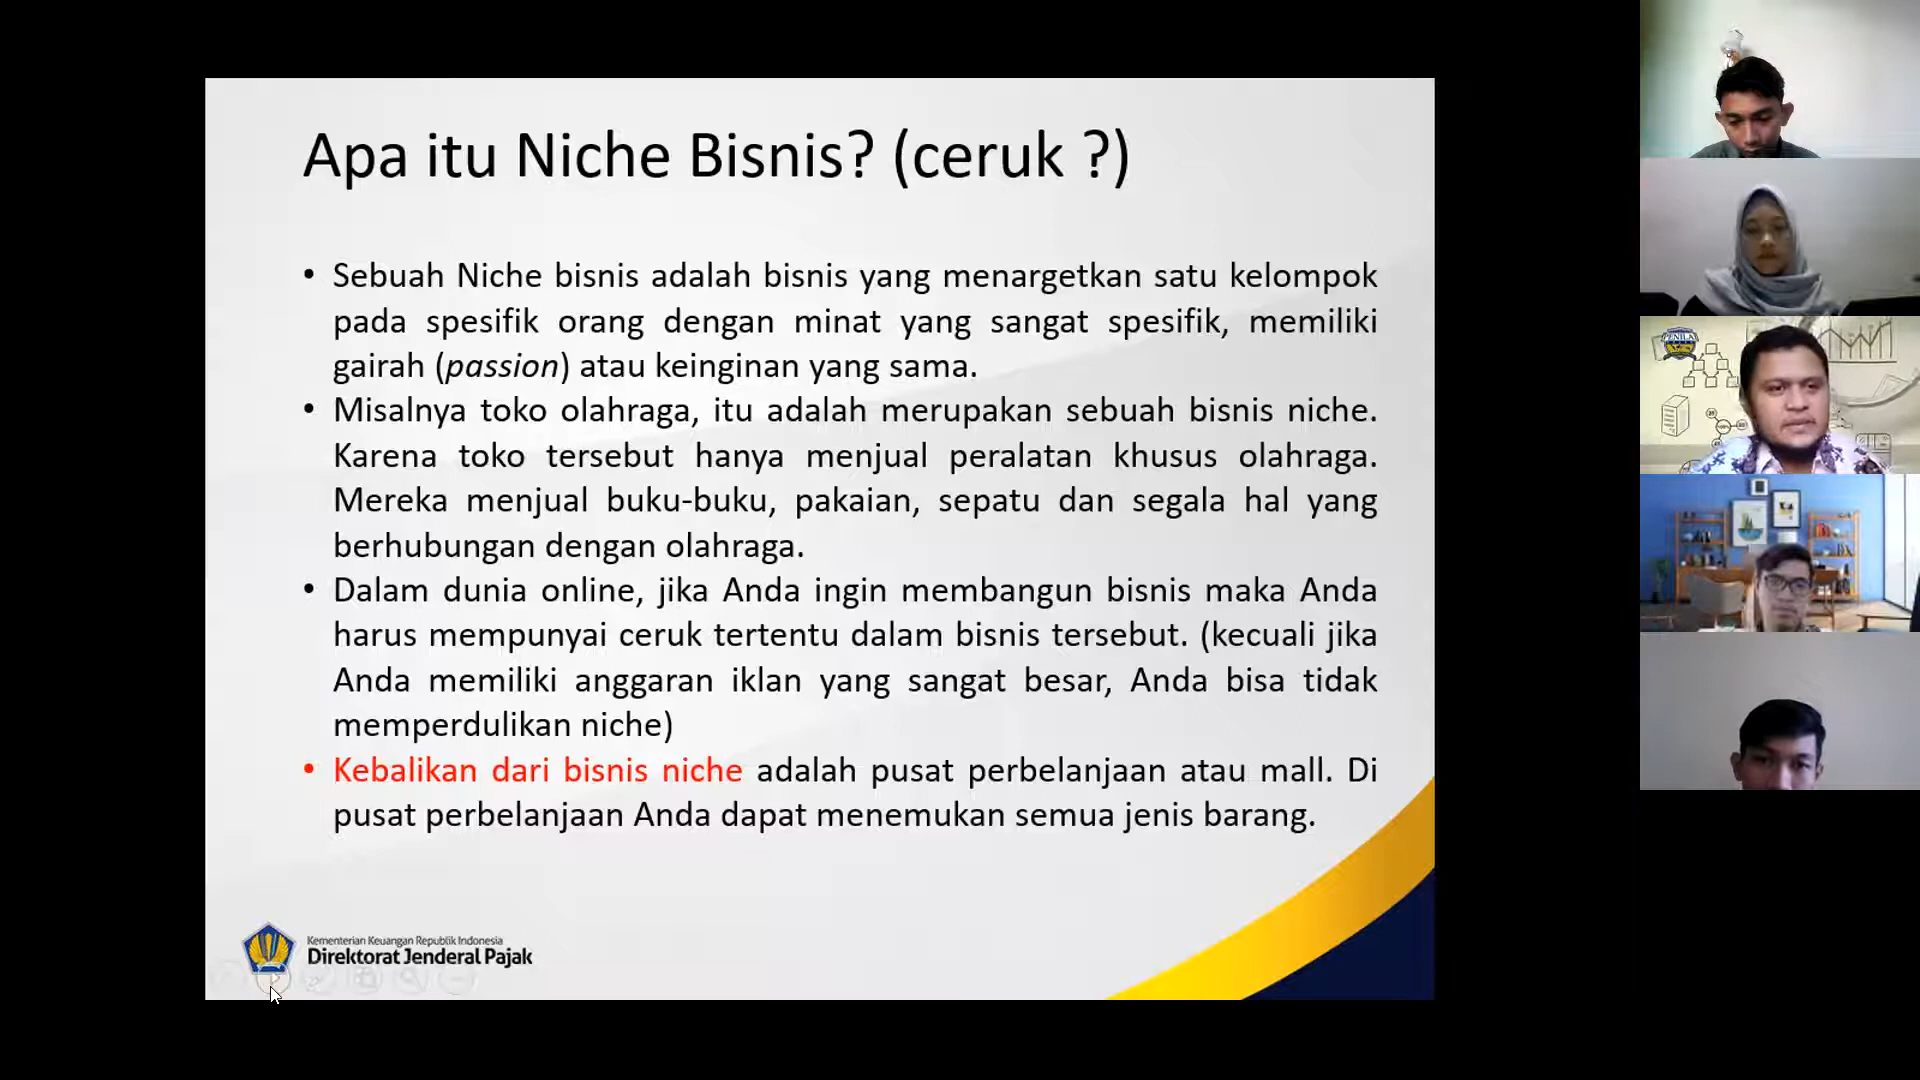 Apa itu Niche Bisnis? (ceruk ?)
• Sebuah Niche bisnis adalah bisnis yang menargetkan satu kelompok
pada spesifik orang dengan minat yang sangat spesifik, memiliki
gairah (passion) atau keinginan yang sama.
• Misalnya toko olahraga, itu adalah merupakan sebuah bisnis niche.
Karena toko tersebut hanya menjual peralatan khusus olahraga.
Mereka menjual buku-buku, pakaian, sepatu dan segala hal yang
berhubungan dengan olahraga.
• Dalam dunia online, jika Anda ingin membangun bisnis maka Anda
harus mempunyai ceruk tertentu dalam bisnis tersebut. (kecuali jika
Anda memiliki anggaran iklan yang sangat besar, Anda bisa tidak
memperdulikan niche)
• Kebalikan dari bisnis niche adalah pusat perbelanjaan atau mall. Di
pusat perbelanjaan Anda dapat menemukan semua jenis barang.
Kementerian Keuangan Republik Indonesia
Direktorat Jenderal Pajak